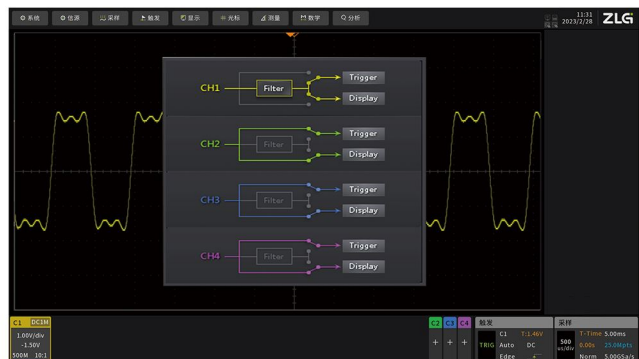 系统 信源 采样 触发 显示 光标 测量 数学 分析
11:31
2023/2/28
ZLG
CH1 Filter Trigger
Display
CH2 Filter Trigger
Display
CH3 Filter Trigger
Display
CH4 Filter Trigger
Display
C1 DC1M
1.00V/div
-1.50V
500M 10:1
C2 C3 C4
+ + +
触发
C1 T:1.46V
TRIG Auto DC
Edge
采样
T-Time 5.00ms
500 us/div 0.00s 25.0Mpts
Norm 5.00GSa/s